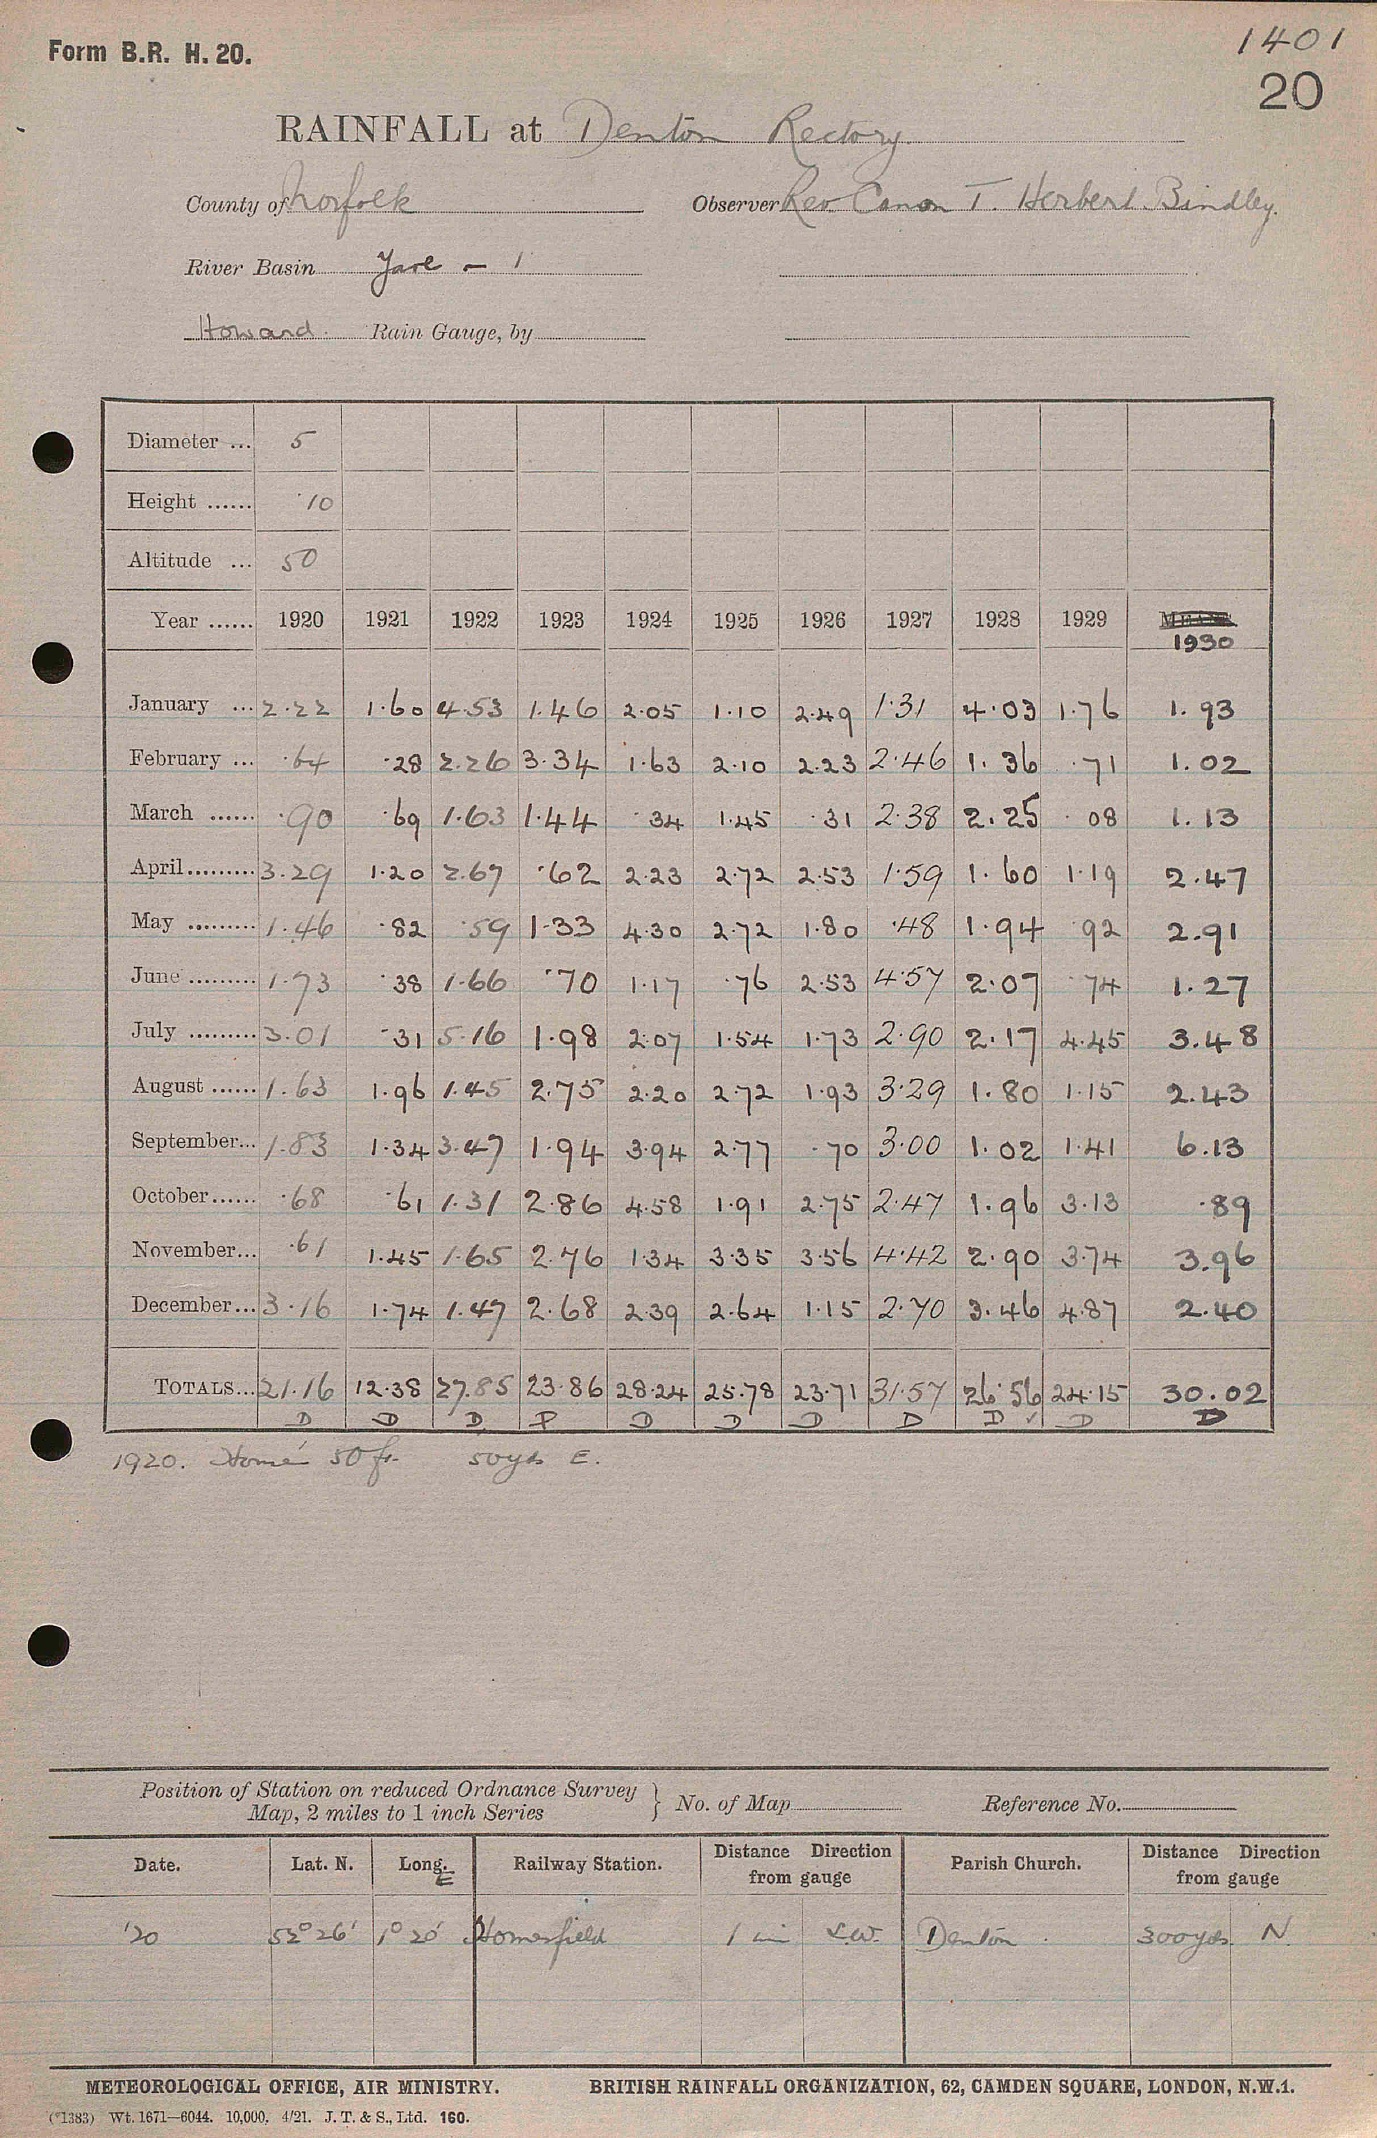 Form B.R. H. 20.
1401
20
RAINFALL at Denton Rectory.
County of Norfolk Observer Rev. Canon T. Herbert Bindley.
River Basin Yare - 1
Howard. Rain Gauge, by
Diameter ... 5
Height ...... ·10
Altitude ... 50
Year ...... 1920 1921 1922 1923 1924 1925 1926 1927 1928 1929 1930
January ... 2·22 1·60 4·53 1·46 2·05 1·10 2·49 1·31 4·03 1·76 1.93
February ... ·64 ·28 2·26 3·34 1·63 2·10 2·23 2·46 1.36 ·71 1.02
March ...... ·90 ·69 1·63 1·44 ·34 1·45 ·31 2·38 2.25 ·08 1.13
April......... 3·29 1·20 2·67 ·62 2·23 2·72 2·53 1·59 1.60 1·19 2.47
May ......... 1·46 ·82 ·59 1·33 4·30 2·72 1·80 ·48 1·94 ·92 2.91
June ......... 1·73 ·38 1·66 ·70 1·17 ·76 2·53 4·57 2·07 ·74 1.27
July ......... 3·01 ·31 5·16 1·98 2·07 1·54 1·73 2·90 2·17 4·45 3.48
August ...... 1·63 1·96 1·45 2·75 2·20 2·72 1·93 3·29 1·80 1·15 2.43
September... 1·83 1·34 3·47 1·94 3·94 2·77 ·70 3·00 1.02 1·41 6.13
October...... ·68 ·61 1·31 2·86 4·58 1·91 2·75 2·47 1·96 3·13 ·89
November... ·61 1·45 1·65 2·76 1·34 3·35 3·56 4·42 2·90 3·74 3.96
December... 3·16 1·74 1·47 2·68 2·39 2·64 1·15 2·70 3·46 4·87 2.40
TOTALS... 21·16 12·38 27·85 23·86 28·24 25·78 23·71 31·57 26·56 24·15 30.02
D D D P D D D D D ✓ D D
1920. Home 50 ft. 50 yds E.
Position of Station on reduced Ordnance Survey
Map, 2 miles to 1 inch Series } No. of Map Reference No.
Date. Lat. N. Long. E Railway Station. Distance Direction from gauge Parish Church. Distance Direction from gauge
'20 52° 26' 1° 20' Homersfield 1 mi S.W. Denton. 300 yds. N.
METEOROLOGICAL OFFICE, AIR MINISTRY. BRITISH RAINFALL ORGANIZATION, 62, CAMDEN SQUARE, LONDON, N.W.1.
(*1383) Wt. 1671—6044. 10,000. 4/21. J. T. & S., Ltd. 160.